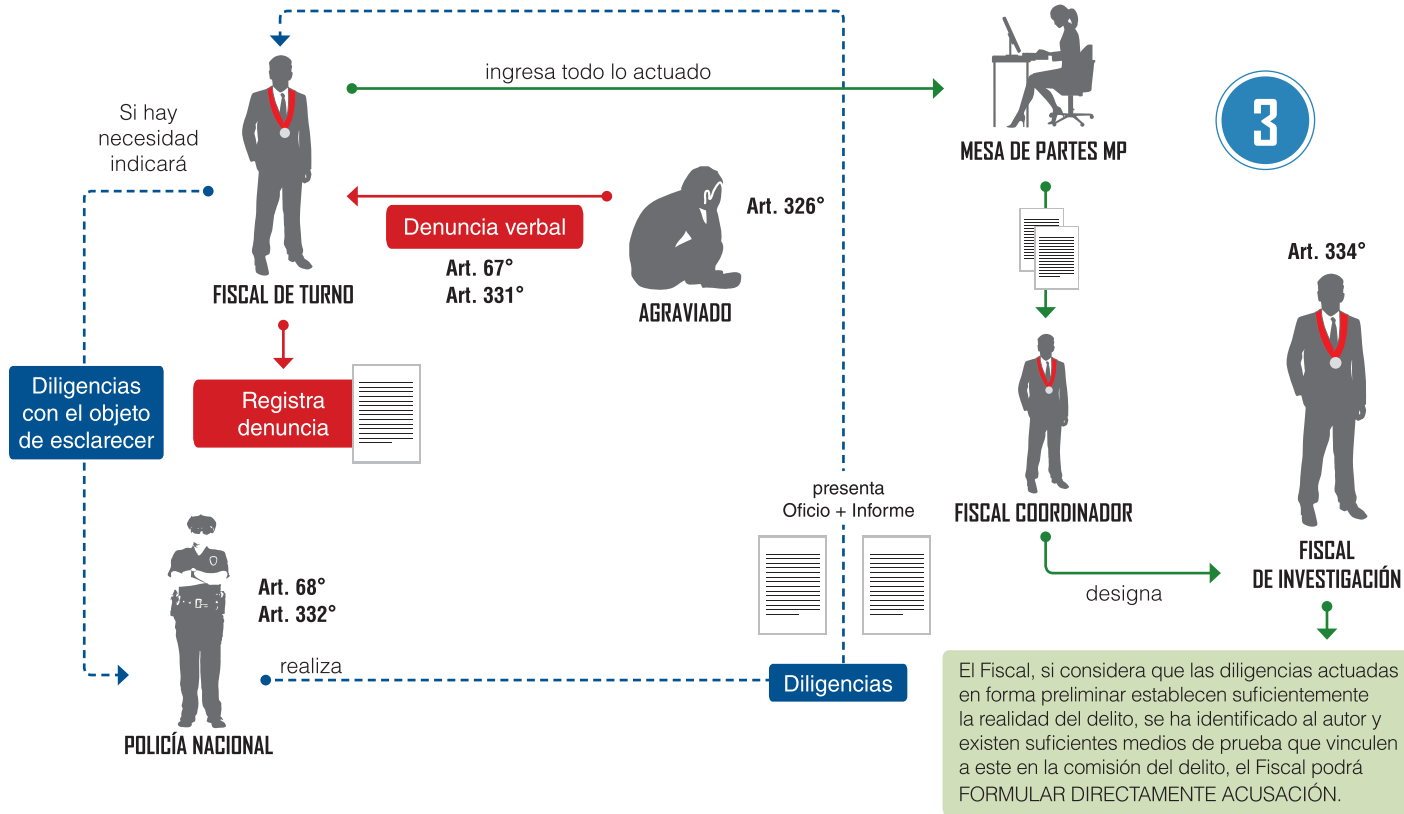 ingresa todo lo actuado
MESA DE PARTES MP
3
Si hay
necesidad
indicará
FISCAL DE TURNO
Denuncia verbal
Art. 67°
Art. 331°
Art. 326°
AGRAVIADO
Registra
denuncia
Diligencias
con el objeto
de esclarecer
POLICÍA NACIONAL
Art. 68°
Art. 332°
realiza
Diligencias
presenta
Oficio + Informe
FISCAL COORDINADOR
designa
Art. 334°
FISCAL
DE INVESTIGACIÓN
El Fiscal, si considera que las diligencias actuadas
en forma preliminar establecen suficientemente
la realidad del delito, se ha identificado al autor y
existen suficientes medios de prueba que vinculen
a este en la comisión del delito, el Fiscal podrá
FORMULAR DIRECTAMENTE ACUSACIÓN.